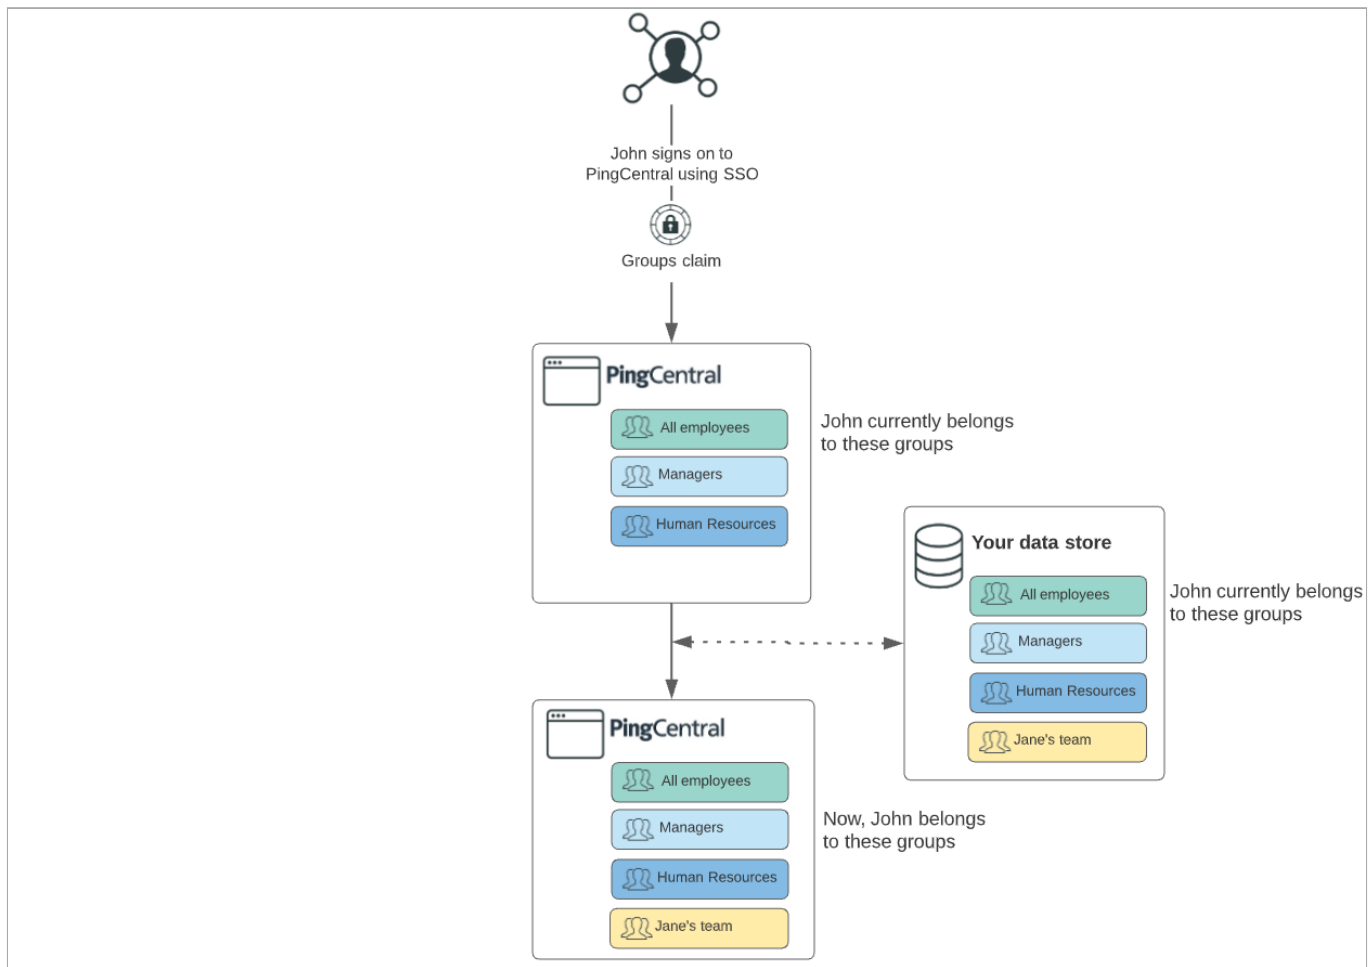 John signs on to
PingCentral using SSO
Groups claim
PingCentral
All employees
Managers
Human Resources
John currently belongs
to these groups
Your data store
All employees
Managers
Human Resources
Jane's team
John currently belongs
to these groups
PingCentral
All employees
Managers
Human Resources
Jane's team
Now, John belongs
to these groups